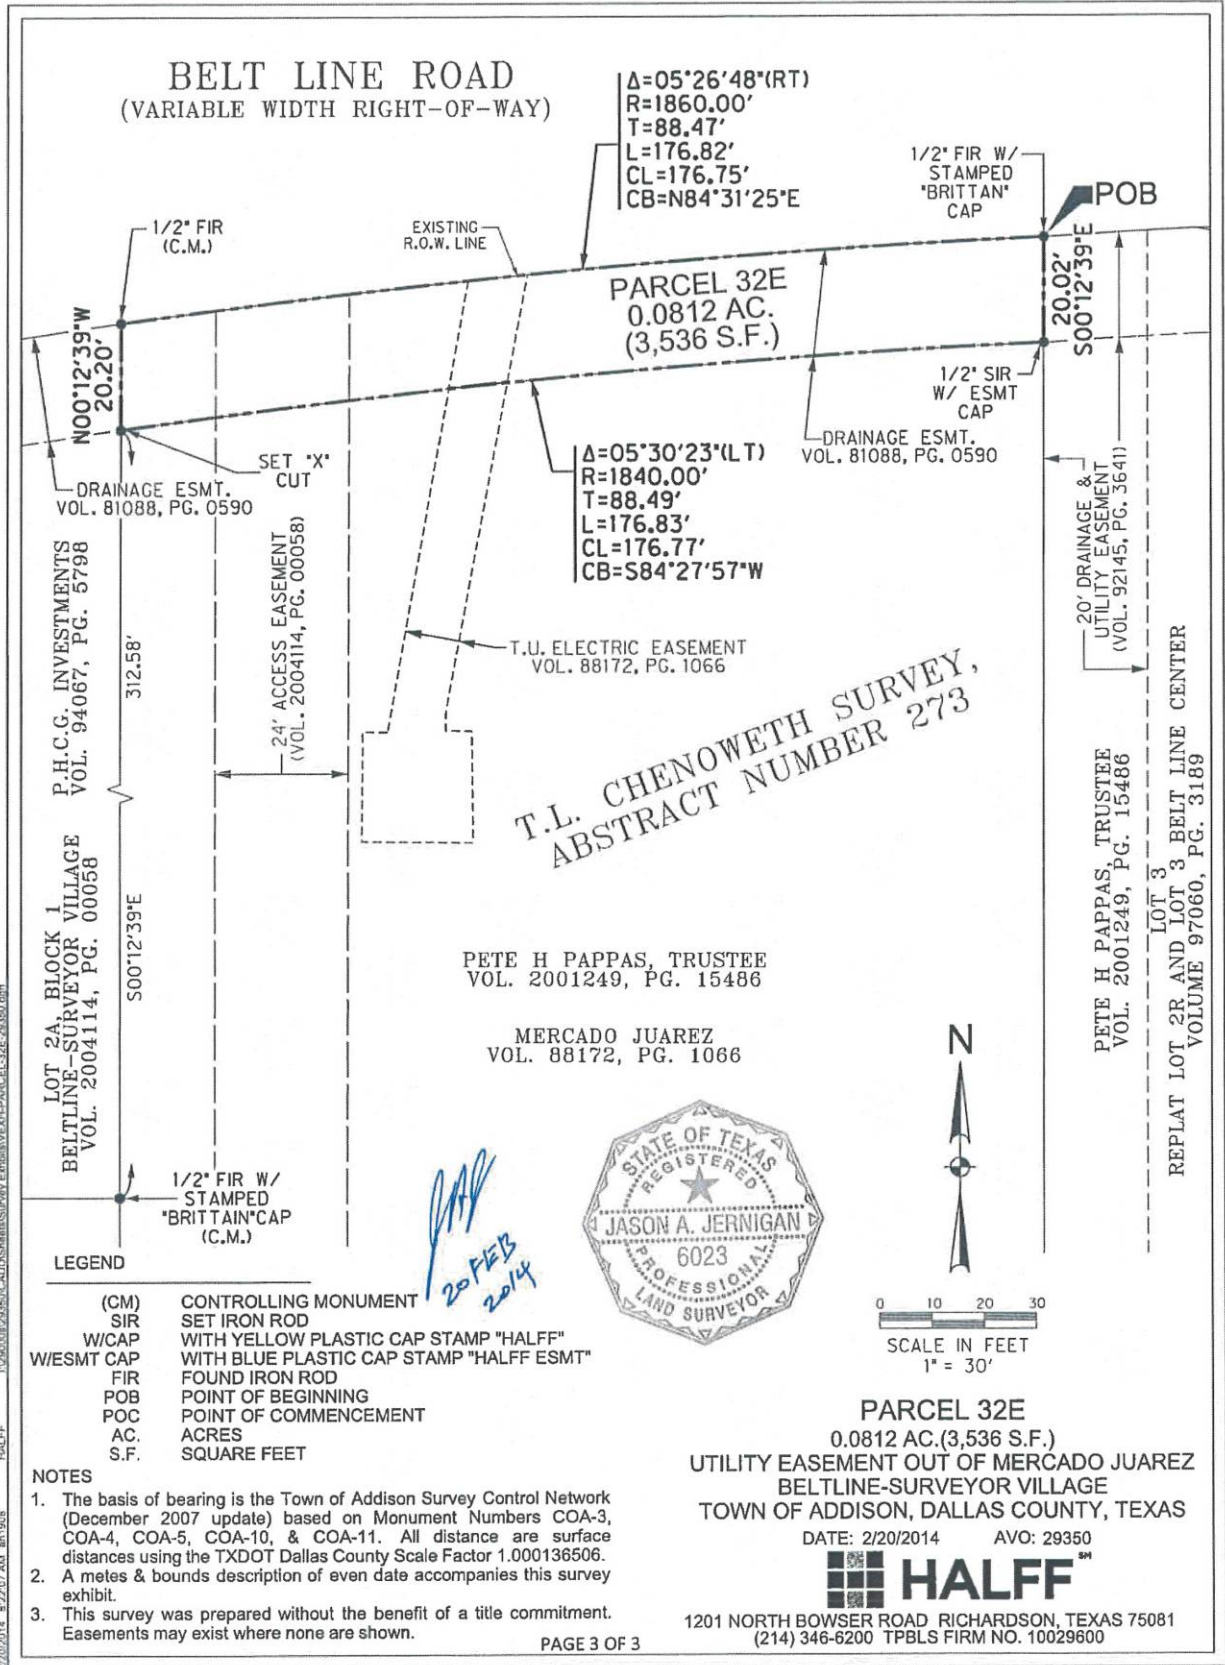 BELT LINE ROAD
(VARIABLE WIDTH RIGHT-OF-WAY)
Δ=05°26'48"(RT)
R=1860.00'
T=88.47'
L=176.82'
CL=176.75'
CB=N84°31'25"E
1/2" FIR W/
STAMPED
"BRITTAN"
CAP
POB
1/2" FIR
(C.M.)
EXISTING
R.O.W. LINE
PARCEL 32E
0.0812 AC.
(3,536 S.F.)
20.02'
S00°12'39"E
N00°12'39"W
20.20'
1/2" SIR
W/ ESMT
CAP
DRAINAGE ESMT.
VOL. 81088, PG. 0590
SET "X"
CUT
DRAINAGE ESMT.
VOL. 81088, PG. 0590
Δ=05°30'23"(LT)
R=1840.00'
T=88.49'
L=176.83'
CL=176.77'
CB=S84°27'57"W
20' DRAINAGE &
UTILITY EASEMENT
(VOL. 92145, PG. 3641)
P.H.C.G. INVESTMENTS
VOL. 94067, PG. 5798
312.58'
24' ACCESS EASEMENT
(VOL. 2004114, PG. 00058)
T.U. ELECTRIC EASEMENT
VOL. 88172, PG. 1066
T.L. CHENOWETH SURVEY,
ABSTRACT NUMBER 273
PETE H PAPPAS, TRUSTEE
VOL. 2001249, PG. 15486
LOT 3
REPLAT LOT 2R AND LOT 3 BELT LINE CENTER
VOLUME 97060, PG. 3189
LOT 2A, BLOCK 1
BELTLINE-SURVEYOR VILLAGE
VOL. 2004114, PG. 00058
S00°12'39"E
PETE H PAPPAS, TRUSTEE
VOL. 2001249, PG. 15486
MERCADO JUAREZ
VOL. 88172, PG. 1066
N
1/2" FIR W/
STAMPED
"BRITTAIN"CAP
(C.M.)
20 FEB
2014
STATE OF TEXAS
REGISTERED
JASON A. JERNIGAN
6023
PROFESSIONAL
LAND SURVEYOR
0 10 20 30
SCALE IN FEET
1" = 30'
LEGEND
(CM) CONTROLLING MONUMENT
SIR SET IRON ROD
W/CAP WITH YELLOW PLASTIC CAP STAMP "HALFF"
W/ESMT CAP WITH BLUE PLASTIC CAP STAMP "HALFF ESMT"
FIR FOUND IRON ROD
POB POINT OF BEGINNING
POC POINT OF COMMENCEMENT
AC. ACRES
S.F. SQUARE FEET
NOTES
1. The basis of bearing is the Town of Addison Survey Control Network
(December 2007 update) based on Monument Numbers COA-3,
COA-4, COA-5, COA-10, & COA-11. All distance are surface
distances using the TXDOT Dallas County Scale Factor 1.000136506.
2. A metes & bounds description of even date accompanies this survey
exhibit.
3. This survey was prepared without the benefit of a title commitment.
Easements may exist where none are shown.
PAGE 3 OF 3
PARCEL 32E
0.0812 AC.(3,536 S.F.)
UTILITY EASEMENT OUT OF MERCADO JUAREZ
BELTLINE-SURVEYOR VILLAGE
TOWN OF ADDISON, DALLAS COUNTY, TEXAS
DATE: 2/20/2014 AVO: 29350
HALFF SM
1201 NORTH BOWSER ROAD RICHARDSON, TEXAS 75081
(214) 346-6200 TPBLS FIRM NO. 10029600